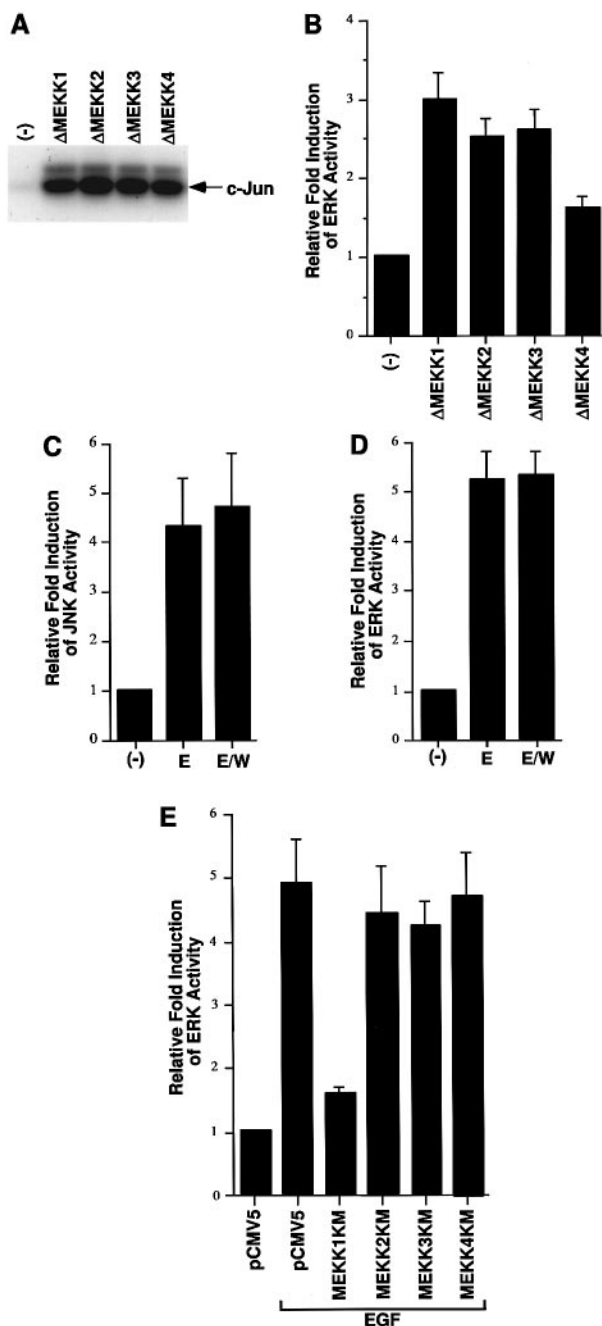 A
(-)
ΔMEKK1
ΔMEKK2
ΔMEKK3
ΔMEKK4
c-Jun
B
Relative Fold Induction
of ERK Activity
4
3
2
1
0
(-)
ΔMEKK1
ΔMEKK2
ΔMEKK3
ΔMEKK4
C
Relative Fold Induction
of JNK Activity
6
5
4
3
2
1
0
(-)
E
E/W
D
Relative Fold Induction
of ERK Activity
6
5
4
3
2
1
0
(-)
E
E/W
E
Relative Fold Induction
of ERK Activity
6
5
4
3
2
1
0
pCMV5
pCMV5
MEKK1KM
MEKK2KM
MEKK3KM
MEKK4KM
EGF